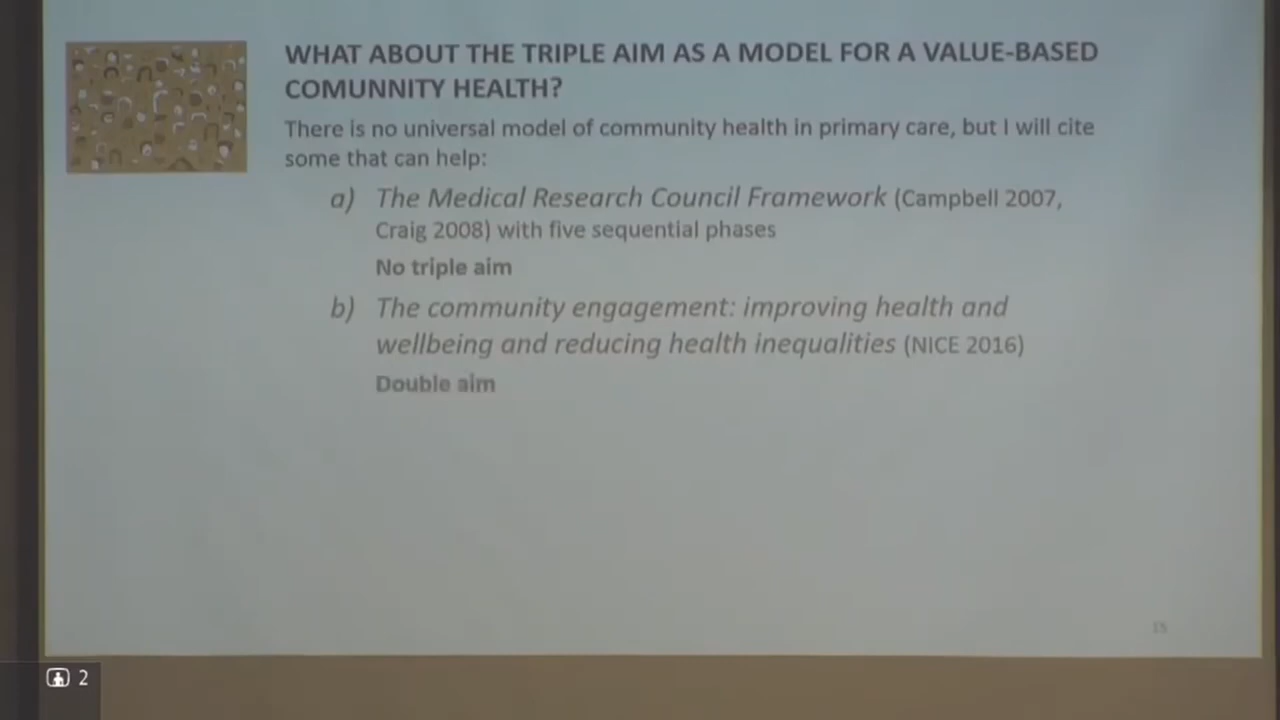 WHAT ABOUT THE TRIPLE AIM AS A MODEL FOR A VALUE-BASED
COMUNNITY HEALTH?
There is no universal model of community health in primary care, but I will cite
some that can help:
a) The Medical Research Council Framework (Campbell 2007,
Craig 2008) with five sequential phases
No triple aim
b) The community engagement: improving health and
wellbeing and reducing health inequalities (NICE 2016)
Double aim
2